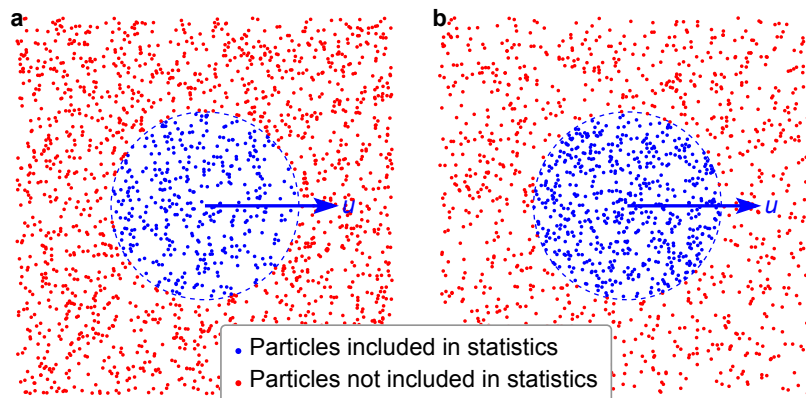 a
b
u
u
Particles included in statistics
Particles not included in statistics